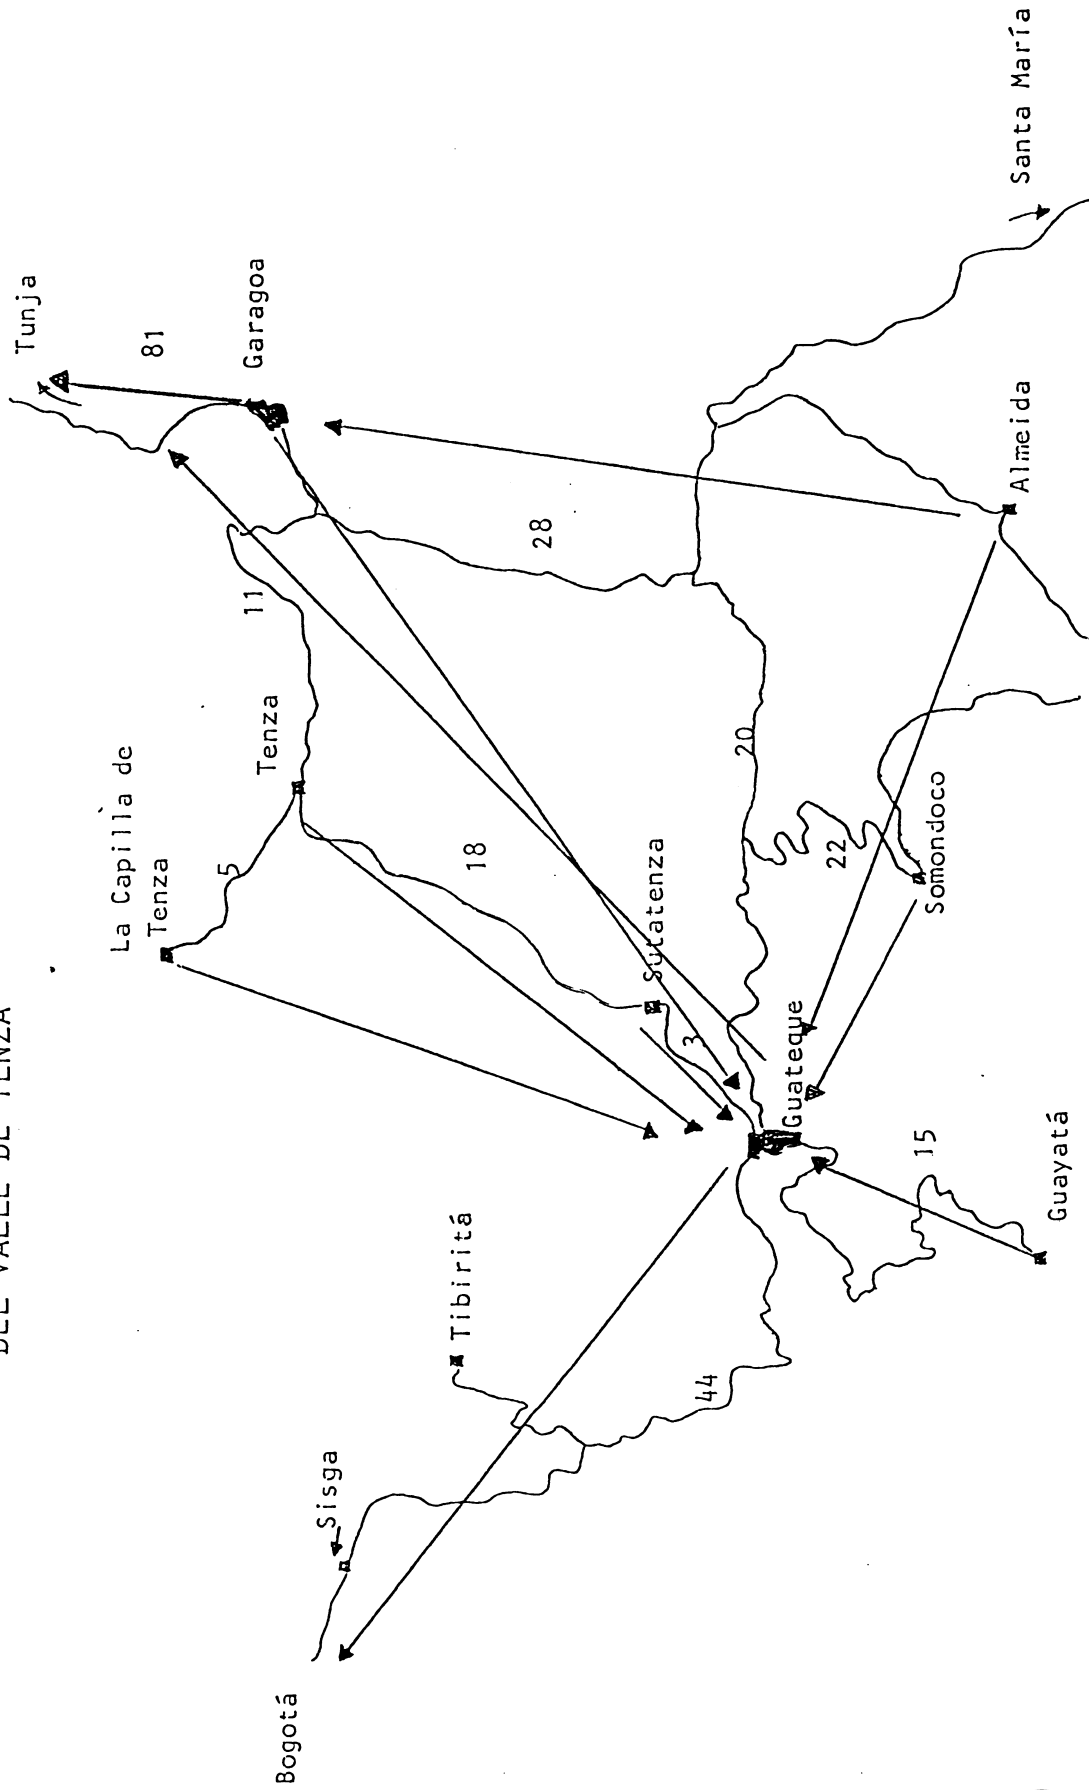 DEL VALLE DE TENZA
Tunja
La Capilla de
Tenza
81
5
Garagoa
11
Tenza
Bogotá
Sisga
Tibiritá
18
28
Sutatenza
3
44
20
Guateque
22
15
Somondoco
Almeida
Santa María
Guayatá